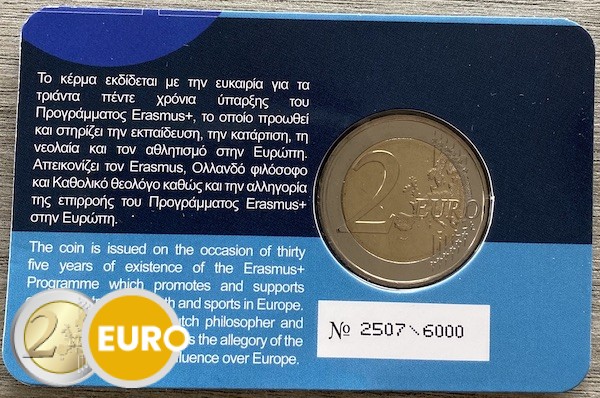 Το κέρμα εκδίδεται με την ευκαιρία για τα
τριάντα πέντε χρόνια ύπαρξης του
Προγράμματος Erasmus+, το οποίο προωθεί
και στηρίζει την εκπαίδευση, την κατάρτιση, τη
νεολαία και τον αθλητισμό στην Ευρώπη.
Απεικονίζει τον Erasmus, Ολλανδό φιλόσοφο
και Καθολικό θεολόγο καθώς και την αλληγορία
της επιρροής του Προγράμματος Erasmus+
στην Ευρώπη.
The coin is issued on the occasion of thirty
five years of existence of the Erasmus+
Programme which promotes and supports
and sports in Europe.
philosopher and
the allegory of the
over Europe.
2 EURO
№ 2507\6000
2 EURO